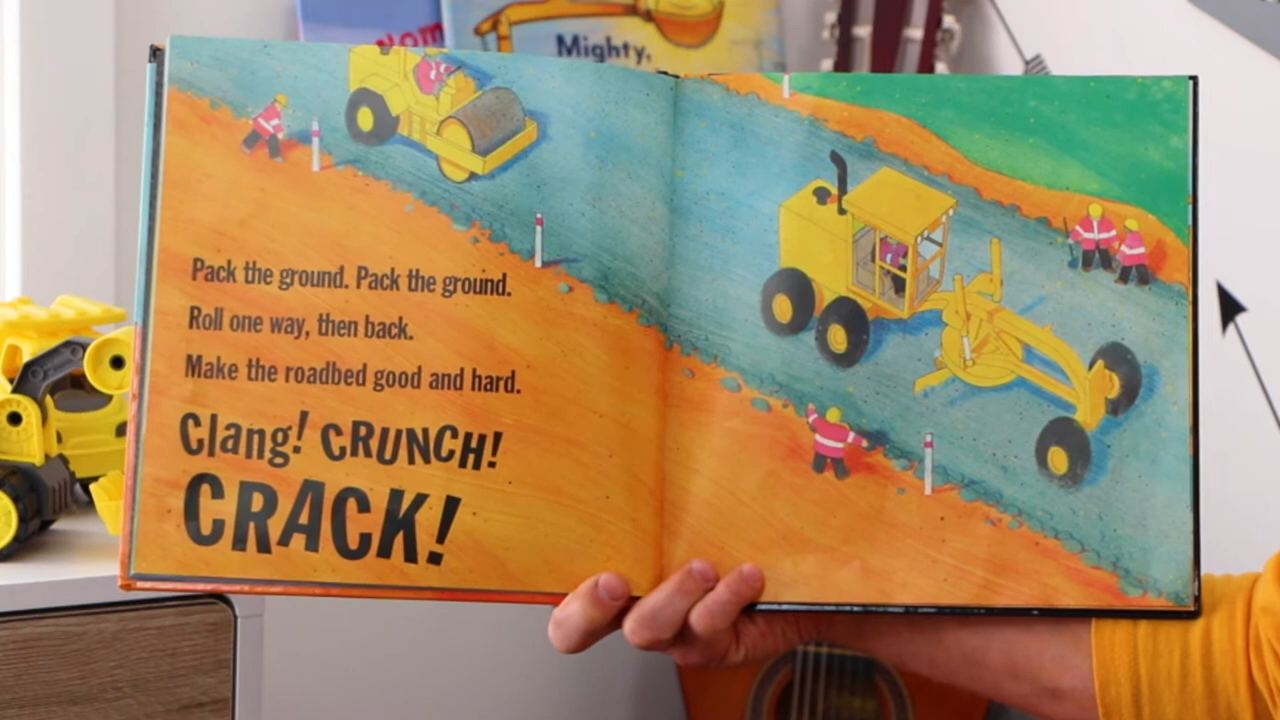 Mighty,
Pack the ground. Pack the ground.
Roll one way, then back.
Make the roadbed good and hard.
Clang! CRUNCH!
CRACK!